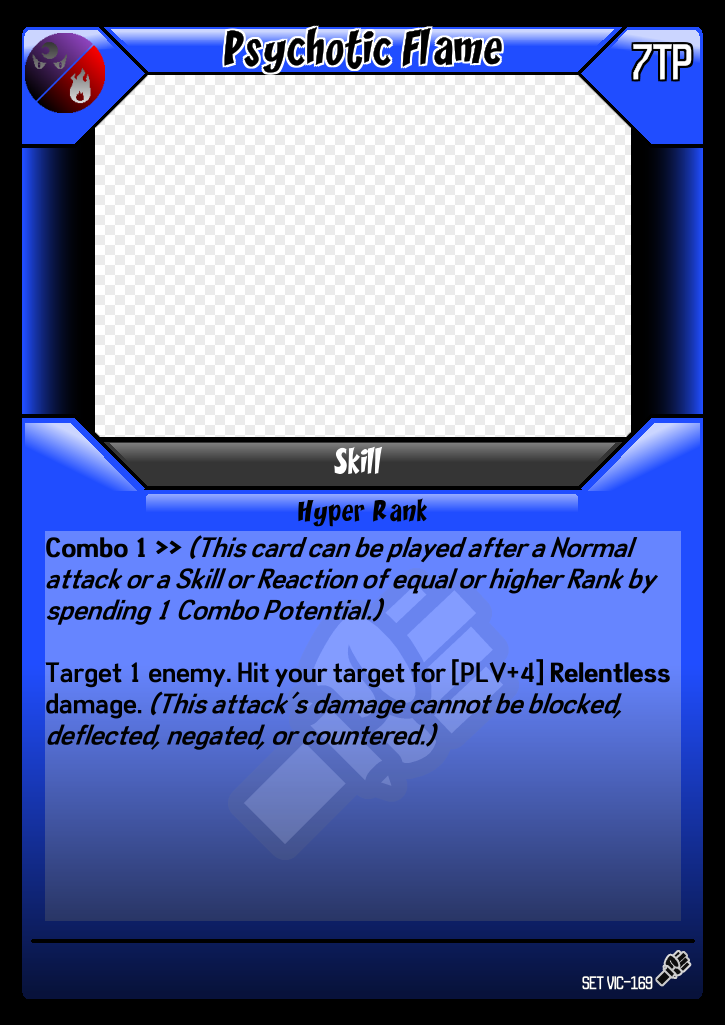 Psychotic Flame
7TP
Skill
Hyper Rank
Combo 1 >> (This card can be played after a Normal
attack or a Skill or Reaction of equal or higher Rank by
spending 1 Combo Potential.)
Target 1 enemy. Hit your target for [PLV+4] Relentless
damage. (This attack's damage cannot be blocked,
deflected, negated, or countered.)
SET VIC-169